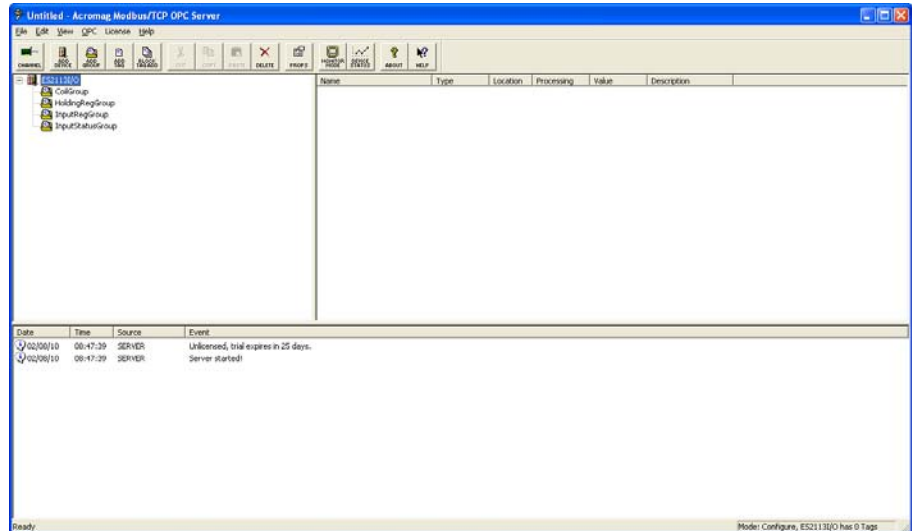 Untitled - Acromag Modbus/TCP OPC Server
File Edit View OPC License Help
CHANNEL ADD DEVICE ADD GROUP ADD TAG BLOCK TAG ADD CUT COPY PASTE DELETE PROPS MONITOR MODE DEVICE STATUS ABOUT HELP
ES2113I/O
CoilGroup
HoldingRegGroup
InputRegGroup
InputStatusGroup
Name Type Location Processing Value Description
Date Time Source Event
02/08/10 08:47:39 SERVER Unlicensed, trial expires in 25 days.
02/08/10 08:47:39 SERVER Server started!
Ready Mode: Configure, ES2113I/O has 0 Tags